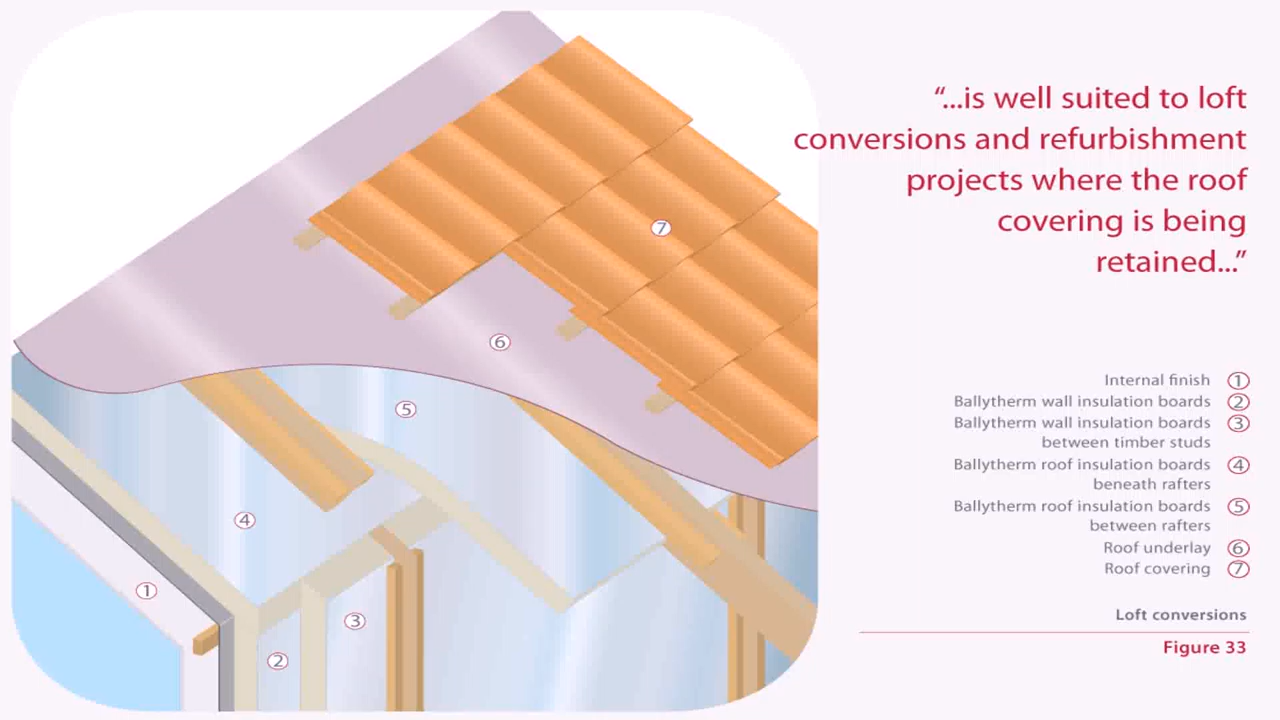 “...is well suited to loft
conversions and refurbishment
projects where the roof
covering is being
retained...”
7
6
5
4
1
3
2
Internal finish 1
Ballytherm wall insulation boards 2
Ballytherm wall insulation boards 3
between timber studs
Ballytherm roof insulation boards 4
beneath rafters
Ballytherm roof insulation boards 5
between rafters
Roof underlay 6
Roof covering 7
Loft conversions
Figure 33